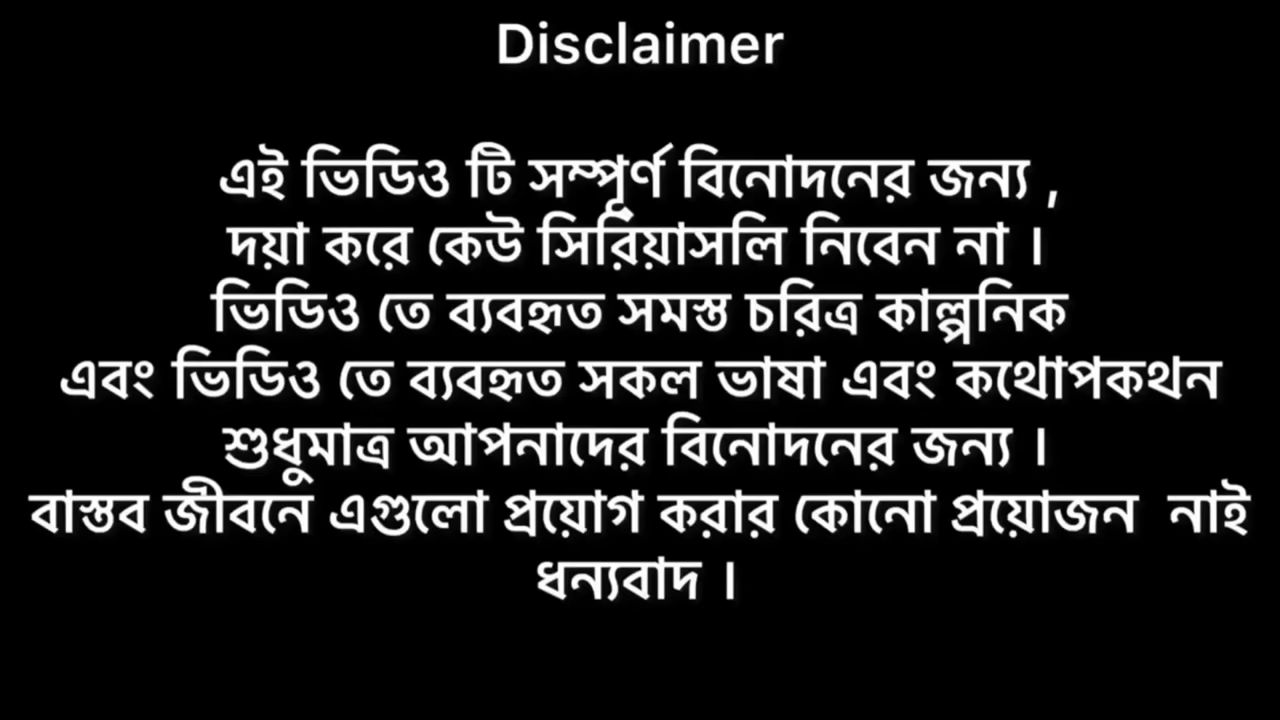 Disclaimer
এই ভিডিও টি সম্পূর্ণ বিনোদনের জন্য ,
দয়া করে কেউ সিরিয়াসলি নিবেন না ।
ভিডিও তে ব্যবহৃত সমস্ত চরিত্র কাল্পনিক
এবং ভিডিও তে ব্যবহৃত সকল ভাষা এবং কথোপকথন
শুধুমাত্র আপনাদের বিনোদনের জন্য ।
বাস্তব জীবনে এগুলো প্রয়োগ করার কোনো প্রয়োজন নাই
ধন্যবাদ ।